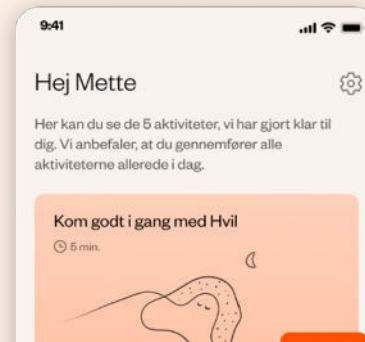 9:41
Hej Mette
Her kan du se de 5 aktiviteter, vi har gjort klar til
dig. Vi anbefaler, at du gennemfører alle
aktiviteterne allerede i dag.
Kom godt i gang med Hvil
5 min.